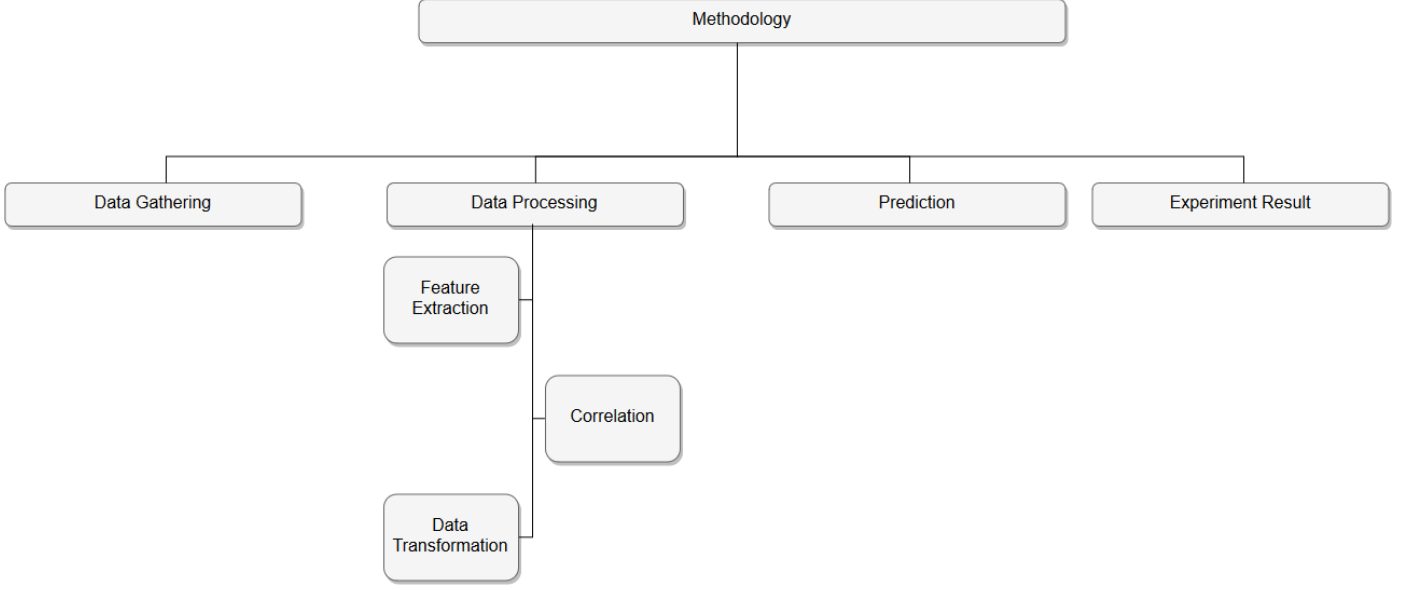 Methodology
Data Gathering
Data Processing
Prediction
Experiment Result
Feature
Extraction
Correlation
Data
Transformation